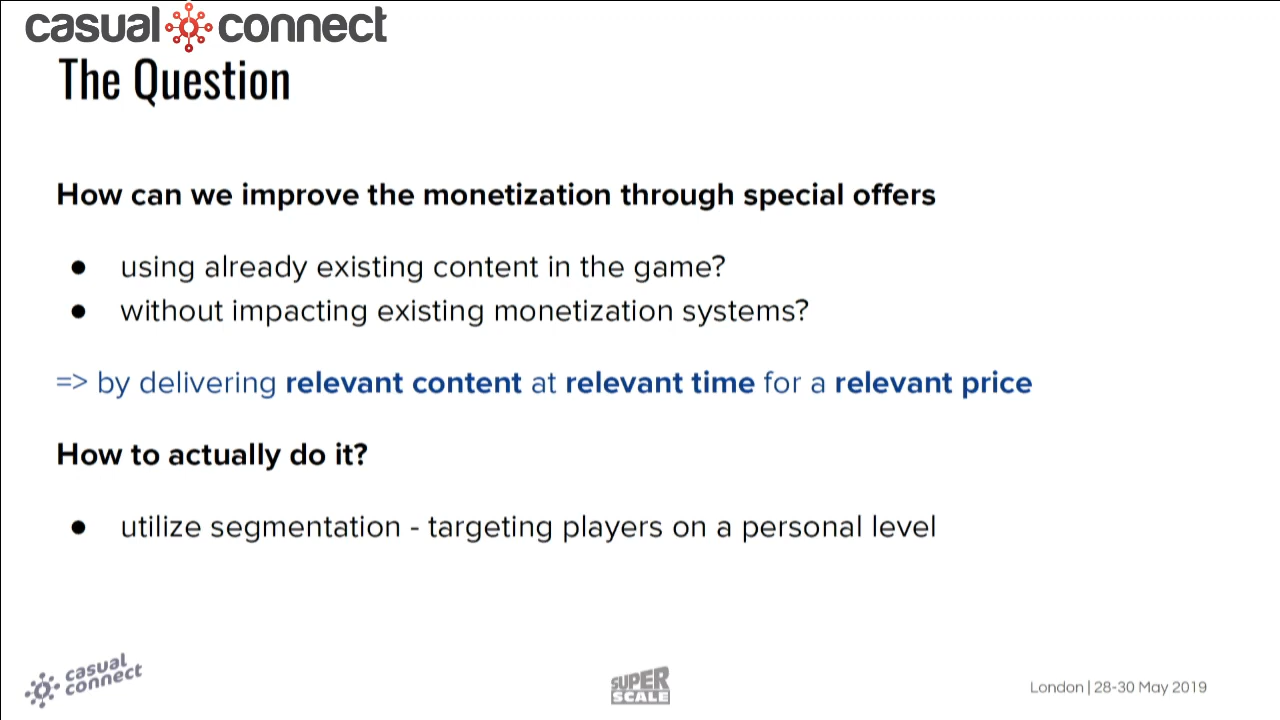 casual connect
The Question
How can we improve the monetization through special offers
● using already existing content in the game?
● without impacting existing monetization systems?
=> by delivering relevant content at relevant time for a relevant price
How to actually do it?
● utilize segmentation - targeting players on a personal level
casual
connect
SUPER
SCALE
London | 28-30 May 2019